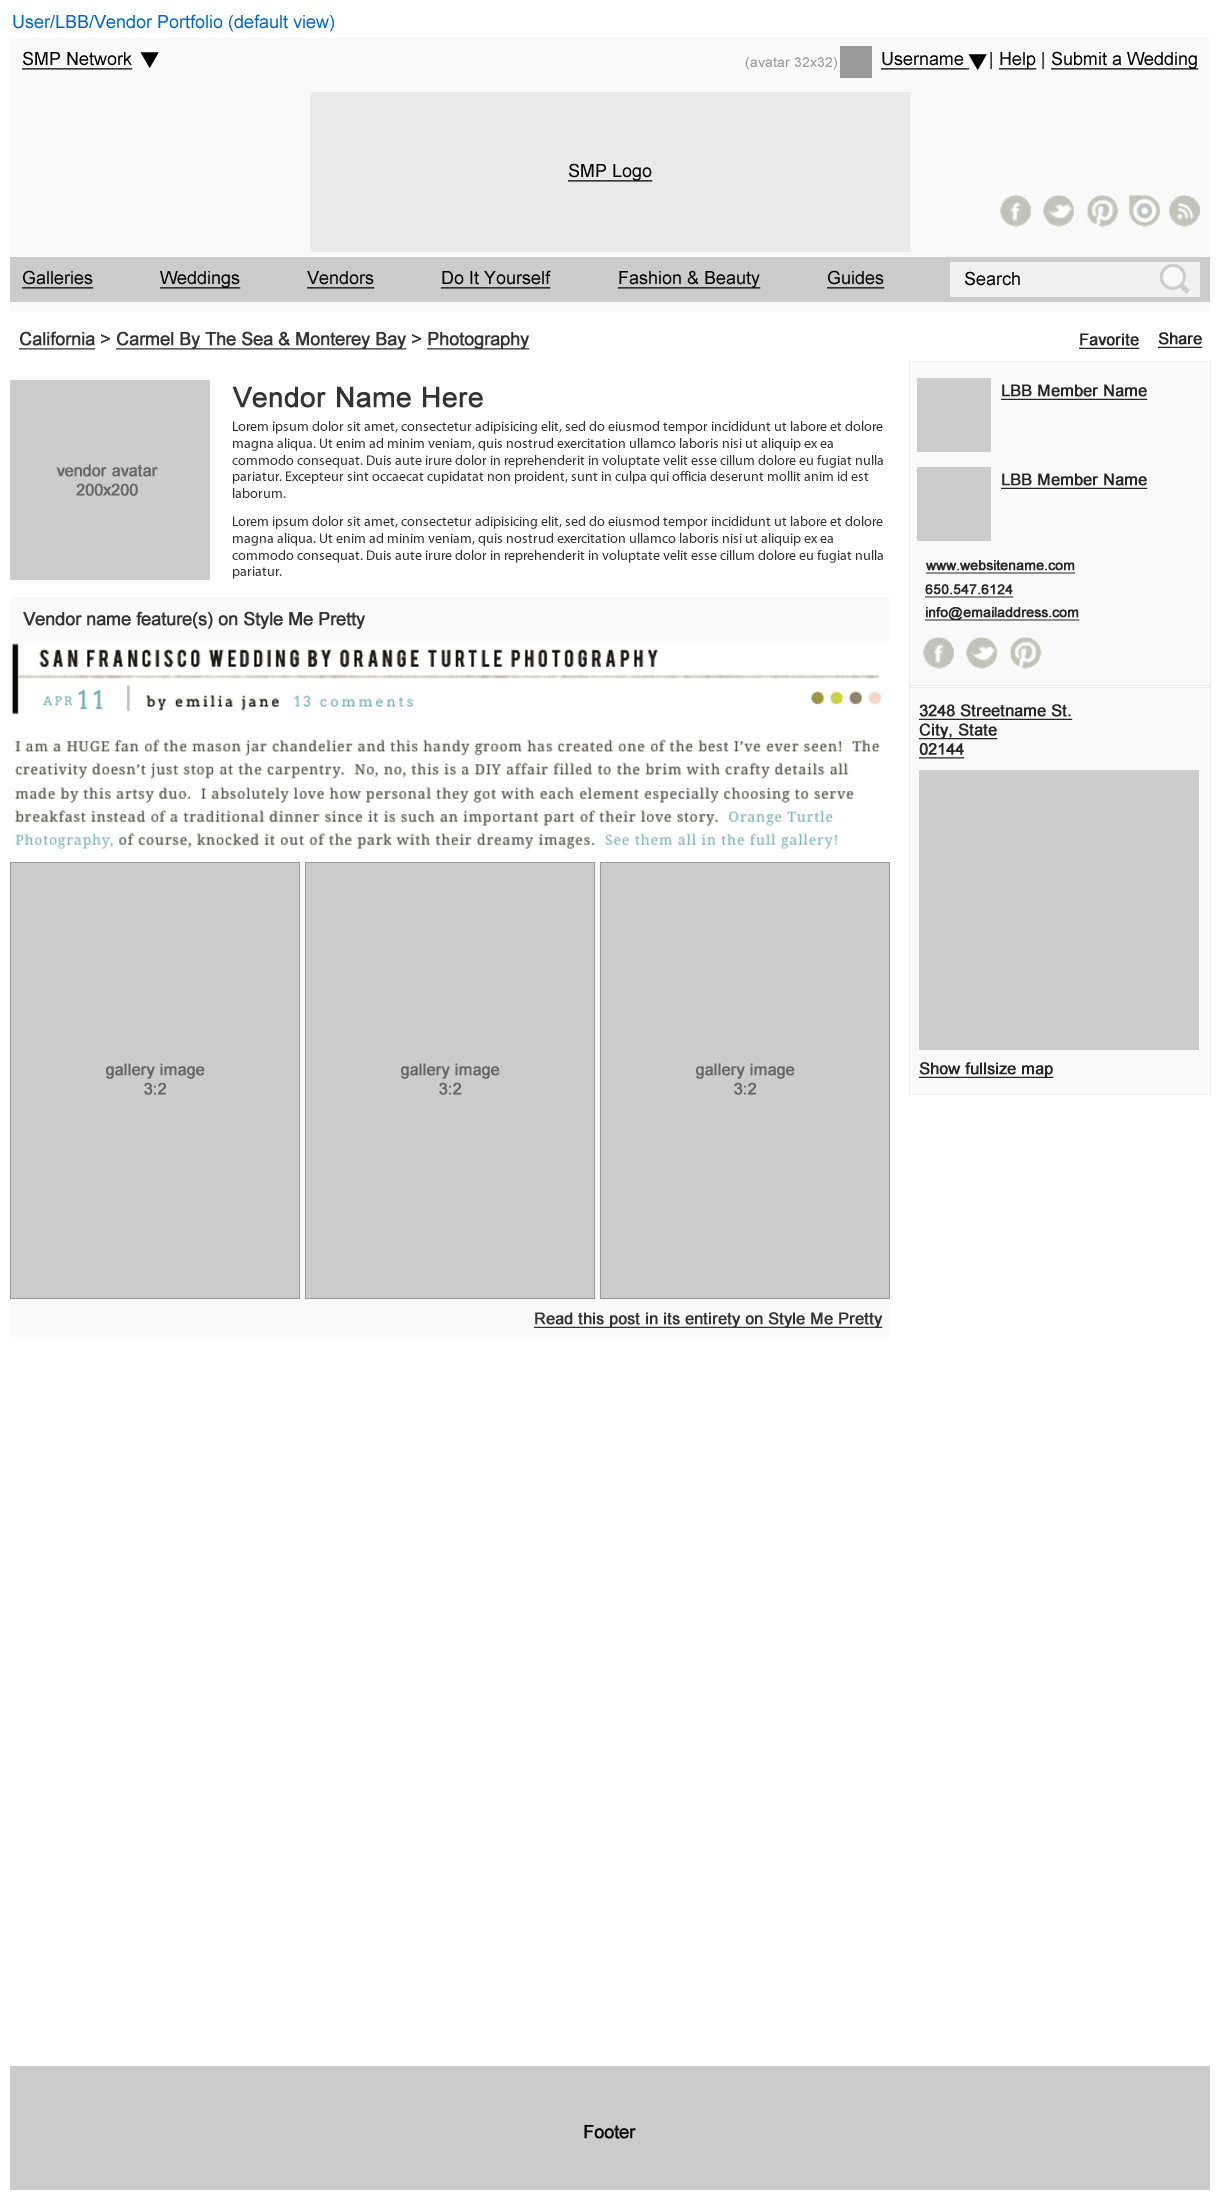 User/LBB/Vendor Portfolio (default view)
SMP Network
(avatar 32x32)
Username | Help | Submit a Wedding
SMP Logo
Galleries Weddings Vendors Do It Yourself Fashion & Beauty Guides Search
California > Carmel By The Sea & Monterey Bay > Photography
Favorite Share
vendor avatar
200x200
Vendor Name Here
Lorem ipsum dolor sit amet, consectetur adipisicing elit, sed do eiusmod tempor incididunt ut labore et dolore
magna aliqua. Ut enim ad minim veniam, quis nostrud exercitation ullamco laboris nisi ut aliquip ex ea
commodo consequat. Duis aute irure dolor in reprehenderit in voluptate velit esse cillum dolore eu fugiat nulla
pariatur. Excepteur sint occaecat cupidatat non proident, sunt in culpa qui officia deserunt mollit anim id est
laborum.
Lorem ipsum dolor sit amet, consectetur adipisicing elit, sed do eiusmod tempor incididunt ut labore et dolore
magna aliqua. Ut enim ad minim veniam, quis nostrud exercitation ullamco laboris nisi ut aliquip ex ea
commodo consequat. Duis aute irure dolor in reprehenderit in voluptate velit esse cillum dolore eu fugiat nulla
pariatur.
Vendor name feature(s) on Style Me Pretty
SAN FRANCISCO WEDDING BY ORANGE TURTLE PHOTOGRAPHY
APR 11 by emilia jane 13 comments
I am a HUGE fan of the mason jar chandelier and this handy groom has created one of the best I've ever seen! The
creativity doesn't just stop at the carpentry. No, no, this is a DIY affair filled to the brim with crafty details all
made by this artsy duo. I absolutely love how personal they got with each element especially choosing to serve
breakfast instead of a traditional dinner since it is such an important part of their love story. Orange Turtle
Photography, of course, knocked it out of the park with their dreamy images. See them all in the full gallery!
gallery image
3:2
gallery image
3:2
gallery image
3:2
Read this post in its entirety on Style Me Pretty
LBB Member Name
LBB Member Name
www.websitename.com
650.547.6124
info@emailaddress.com
3248 Streetname St.
City, State
02144
Show fullsize map
Footer